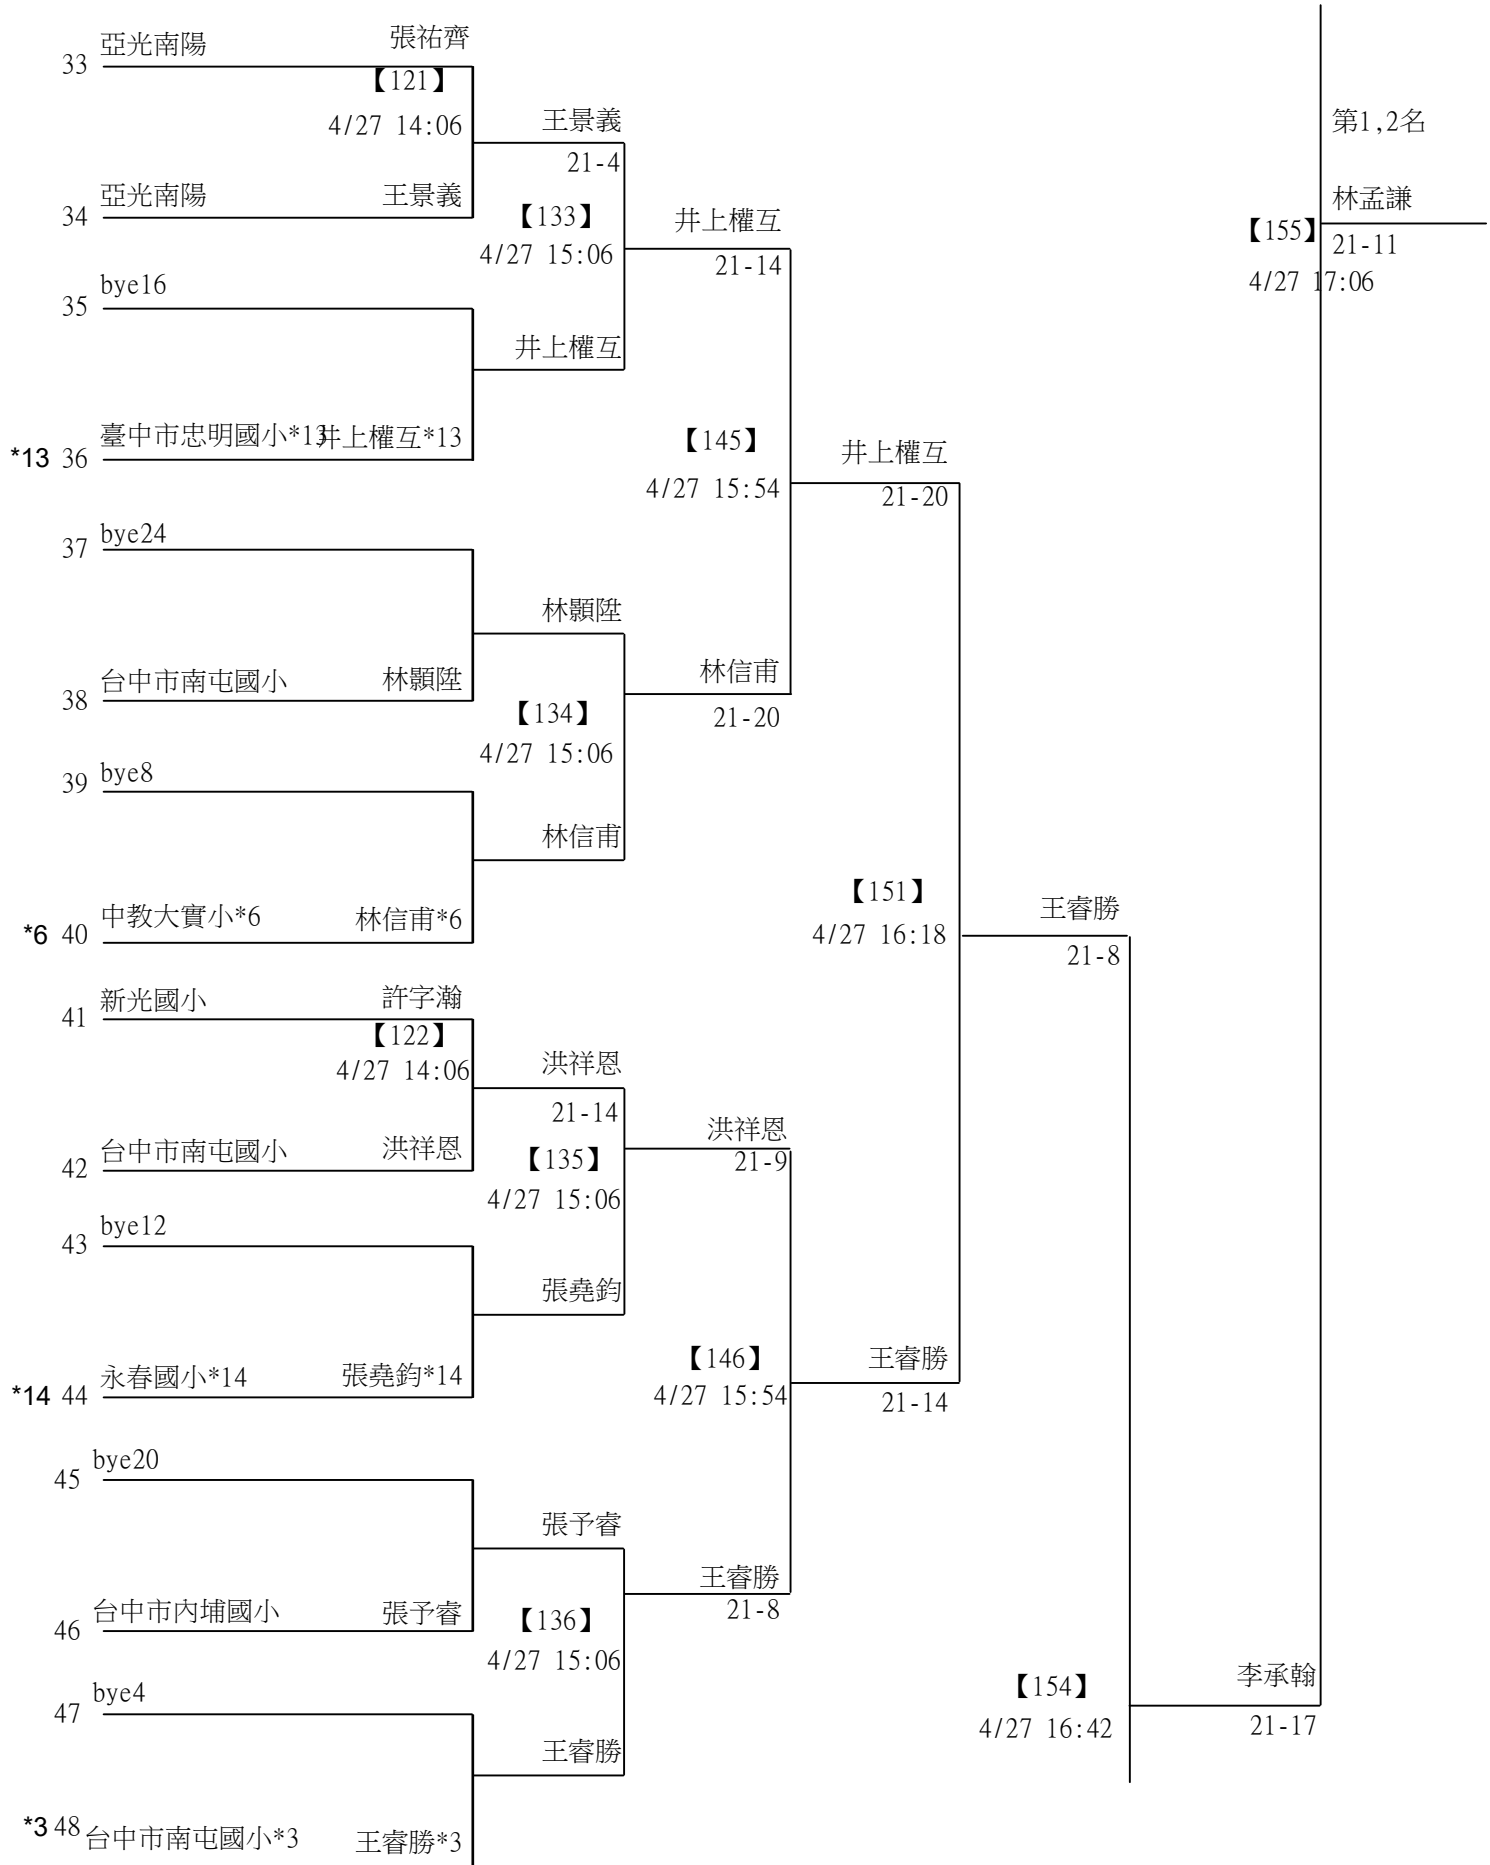 33 亞光南陽 張祐齊
【121】
4/27 14:06
王景義
21-4
第1,2名
34 亞光南陽 王景義
【133】
4/27 15:06
井上權互
21-14
林孟謙
【155】
21-11
4/27 17:06
35 bye16
井上權互
*13 36 臺中市忠明國小*13 井上權互*13
【145】
4/27 15:54
井上權互
21-20
37 bye24
林顥陞
38 台中市南屯國小 林顥陞
林信甫
21-20
【134】
4/27 15:06
39 bye8
林信甫
*6 40 中教大實小*6 林信甫*6
【151】
4/27 16:18
王睿勝
21-8
41 新光國小 許字瀚
【122】
4/27 14:06
洪祥恩
21-14
42 台中市南屯國小 洪祥恩
【135】
4/27 15:06
洪祥恩
21-9
43 bye12
張堯鈞
*14 44 永春國小*14 張堯鈞*14
【146】
4/27 15:54
王睿勝
21-14
45 bye20
張予睿
46 台中市內埔國小 張予睿
【136】
4/27 15:06
王睿勝
21-8
47 bye4
王睿勝
【154】
4/27 16:42
李承翰
21-17
*3 48 台中市南屯國小*3 王睿勝*3